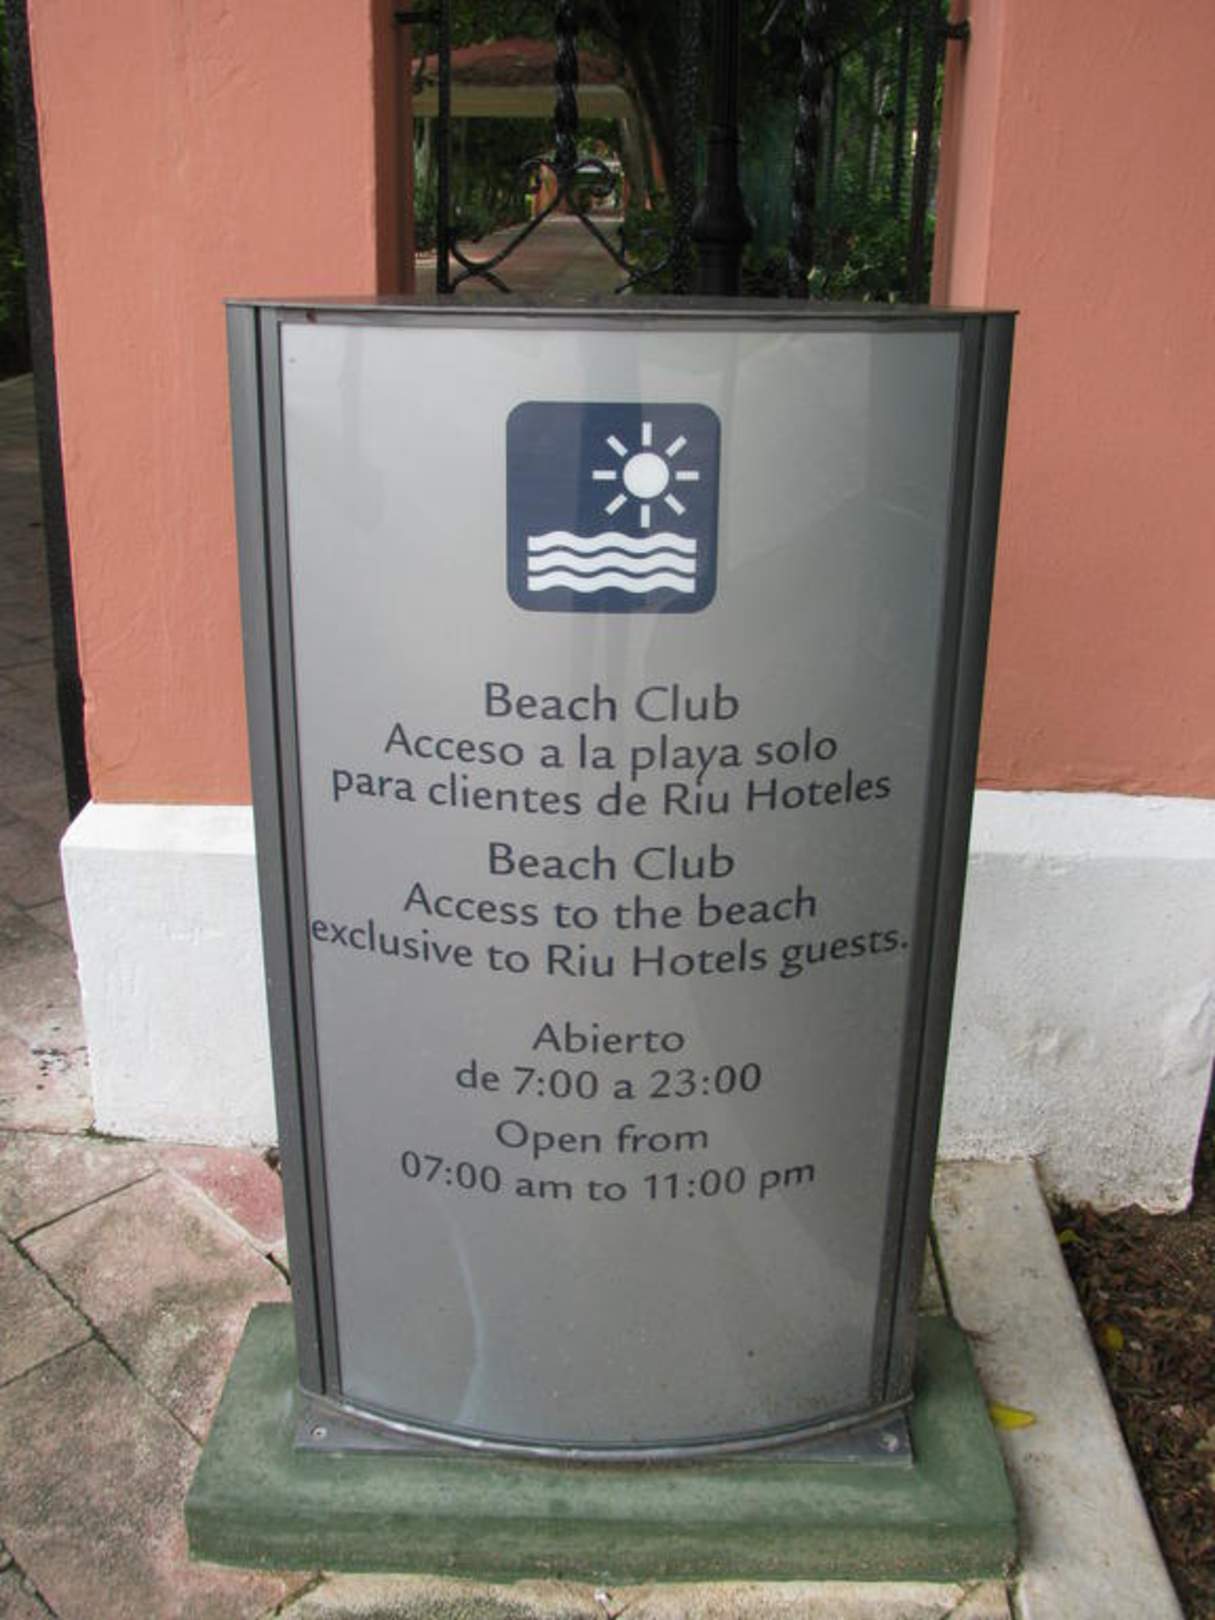 Beach Club
Acceso a la playa solo
para clientes de Riu Hoteles
Beach Club
Access to the beach
exclusive to Riu Hotels guests.
Abierto
de 7:00 a 23:00
Open from
07:00 am to 11:00 pm